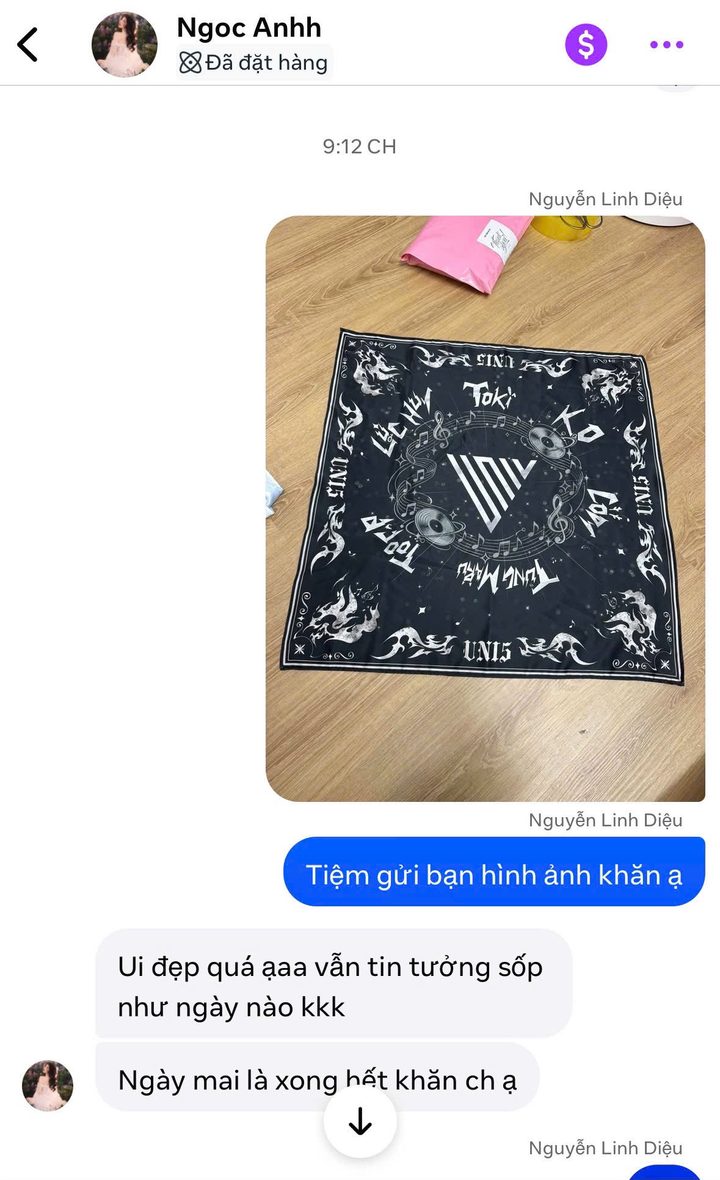 Ngoc Anhh
Đã đặt hàng
$
9:12 CH
Nguyễn Linh Diệu
UNI5
Toki
KO
Lộc Huy
UNI5
UNI5
Tùng Maru
UNI5
Nguyễn Linh Diệu
Tiệm gửi bạn hình ảnh khăn ạ
Ui đẹp quá ạaa vẫn tin tưởng sốp
như ngày nào kkk
Ngày mai là xong hết khăn ch ạ
Nguyễn Linh Diệu